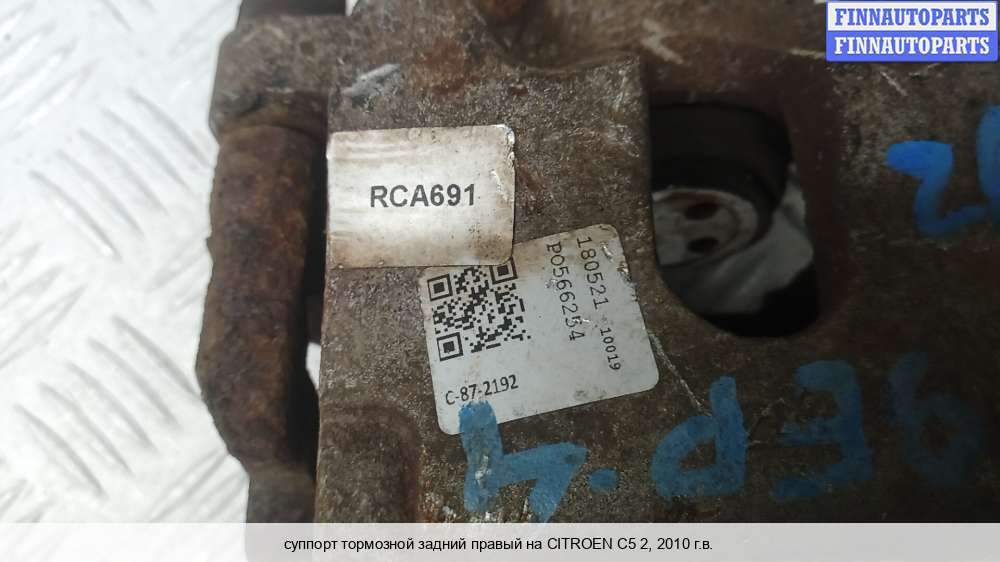 FINNAUTOPARTS
FINNAUTOPARTS
RCA691
180521 10019
P0566254
C-87-2192
суппорт тормозной задний правый на CITROEN C5 2, 2010 г.в.